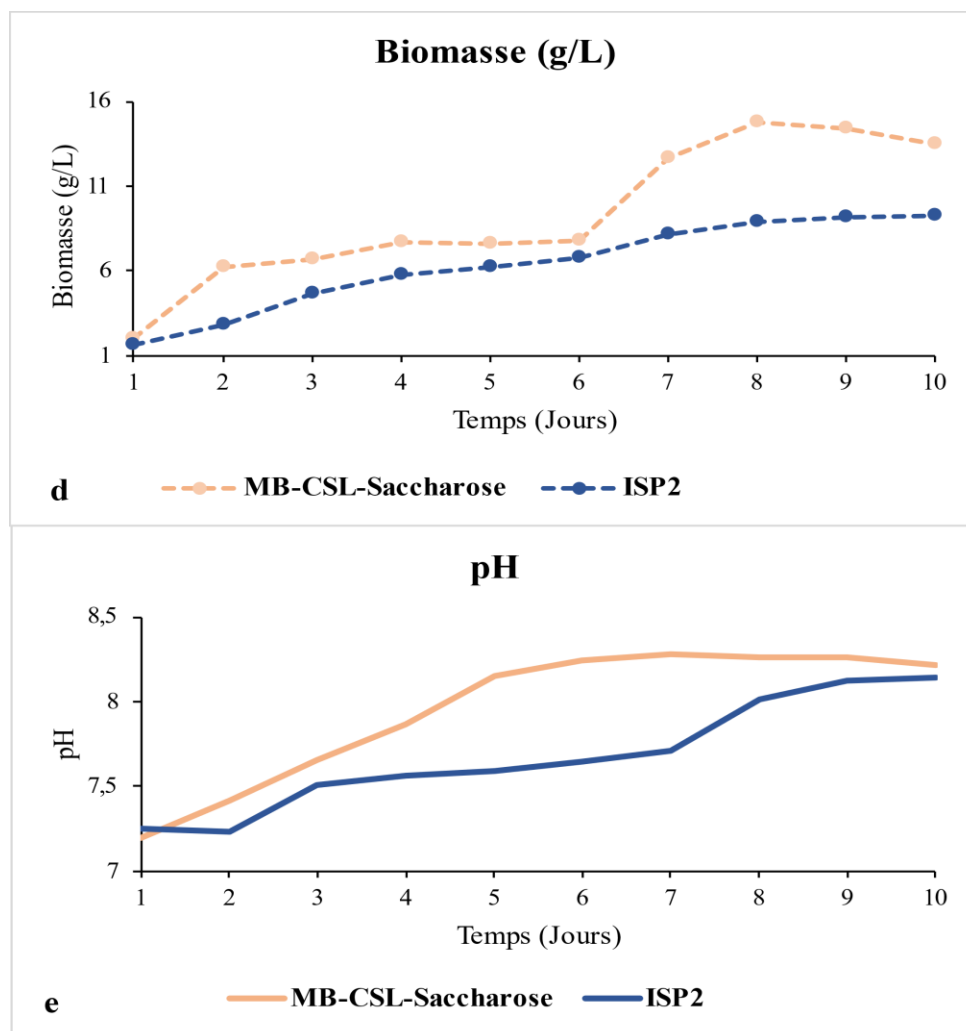 Biomasse (g/L)
16
11
6
1
Biomasse (g/L)
1 2 3 4 5 6 7 8 9 10
Temps (Jours)
d
MB-CSL-Saccharose ISP2
pH
8,5
8
7,5
7
pH
1 2 3 4 5 6 7 8 9 10
Temps (Jours)
e
MB-CSL-Saccharose ISP2